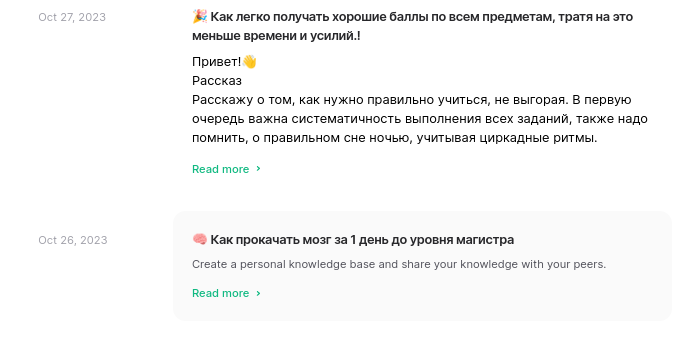 Oct 27, 2023
🎉 Как легко получать хорошие баллы по всем предметам, тратя на это
меньше времени и усилий.!
Привет!👋
Рассказ
Расскажу о том, как нужно правильно учиться, не выгорая. В первую
очередь важна систематичность выполнения всех заданий, также надо
помнить, о правильном сне ночью, учитывая циркадные ритмы.
Read more ›
Oct 26, 2023
🧠 Как прокачать мозг за 1 день до уровня магистра
Create a personal knowledge base and share your knowledge with your peers.
Read more ›